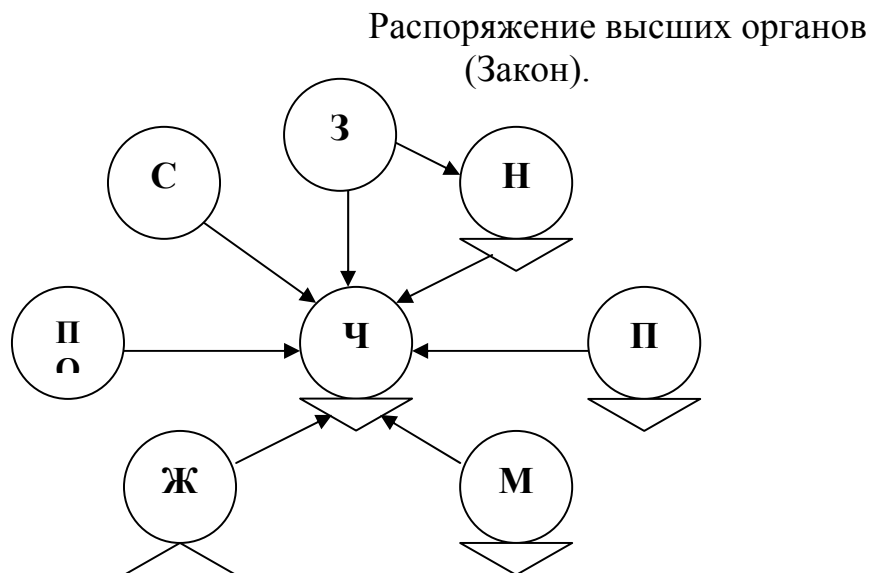 Распоряжение высших органов
(Закон).
З
С
Н
П
О
Ч
П
Ж
М